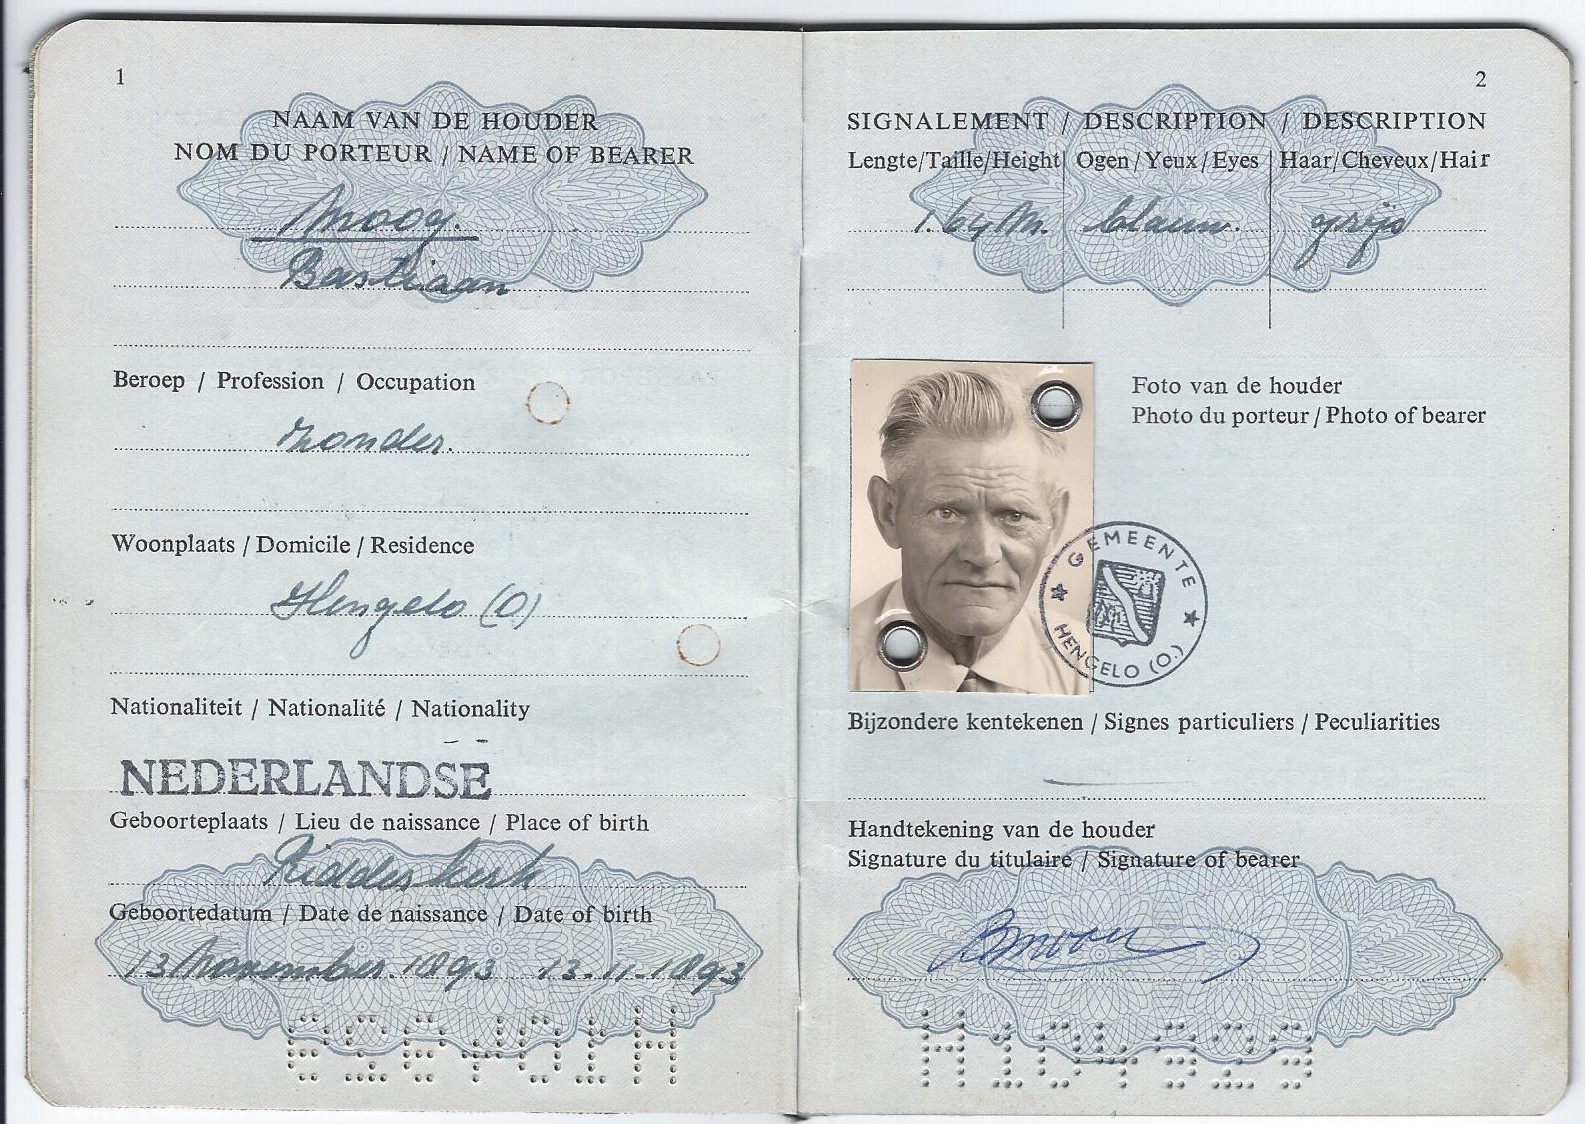 1
NAAM VAN DE HOUDER
NOM DU PORTEUR / NAME OF BEARER
Mooy.
Bastiaan
Beroep / Profession / Occupation
zonder.
Woonplaats / Domicile / Residence
Hengelo (O)
Nationaliteit / Nationalité / Nationality
NEDERLANDSE
Geboorteplaats / Lieu de naissance / Place of birth
Ridderkerk
Geboortedatum / Date de naissance / Date of birth
13 November 1893 13-11-1893
2
SIGNALEMENT / DESCRIPTION / DESCRIPTION
Lengte/Taille/Height Ogen/Yeux/Eyes Haar/Cheveux/Hair
1.64 M. blauw. grijs
Foto van de houder
Photo du porteur / Photo of bearer
GEMEENTE
HENGELO (O.)
Bijzondere kentekenen / Signes particuliers / Peculiarities
Handtekening van de houder
Signature du titulaire / Signature of bearer